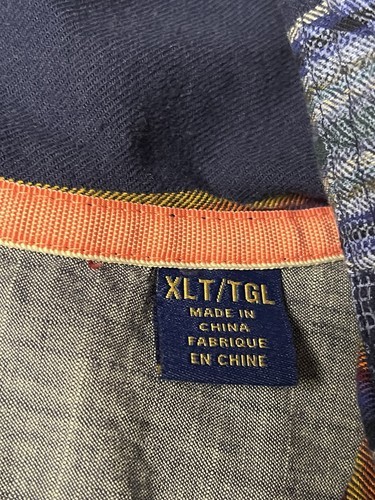 XLT/TGL
MADE IN
CHINA
FABRIQUE
EN CHINE